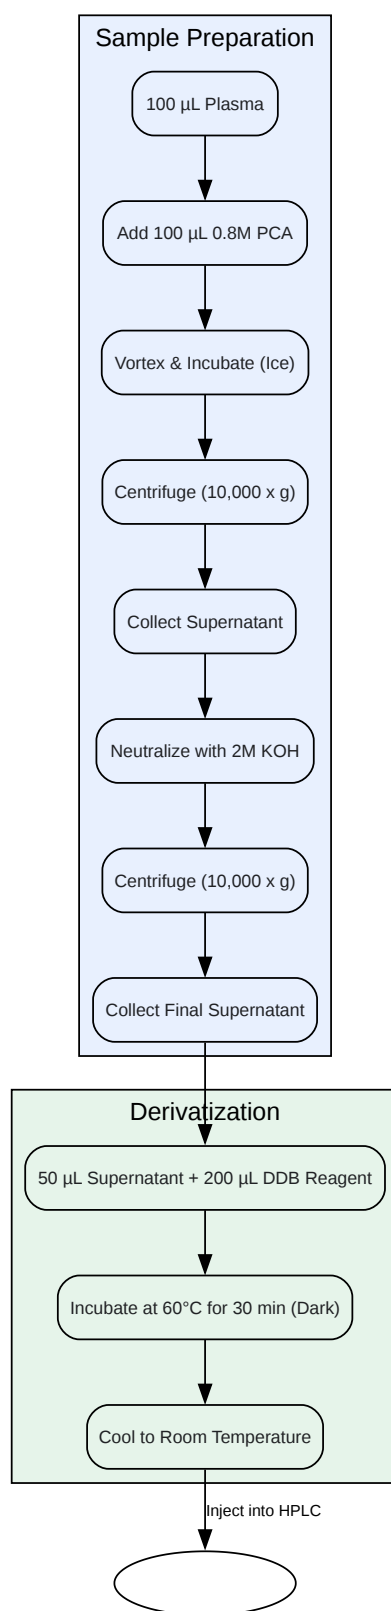 Sample Preparation
100 µL Plasma
Add 100 µL 0.8M PCA
Vortex & Incubate (Ice)
Centrifuge (10,000 x g)
Collect Supernatant
Neutralize with 2M KOH
Centrifuge (10,000 x g)
Collect Final Supernatant
Derivatization
50 µL Supernatant + 200 µL DDB Reagent
Incubate at 60°C for 30 min (Dark)
Cool to Room Temperature
Inject into HPLC